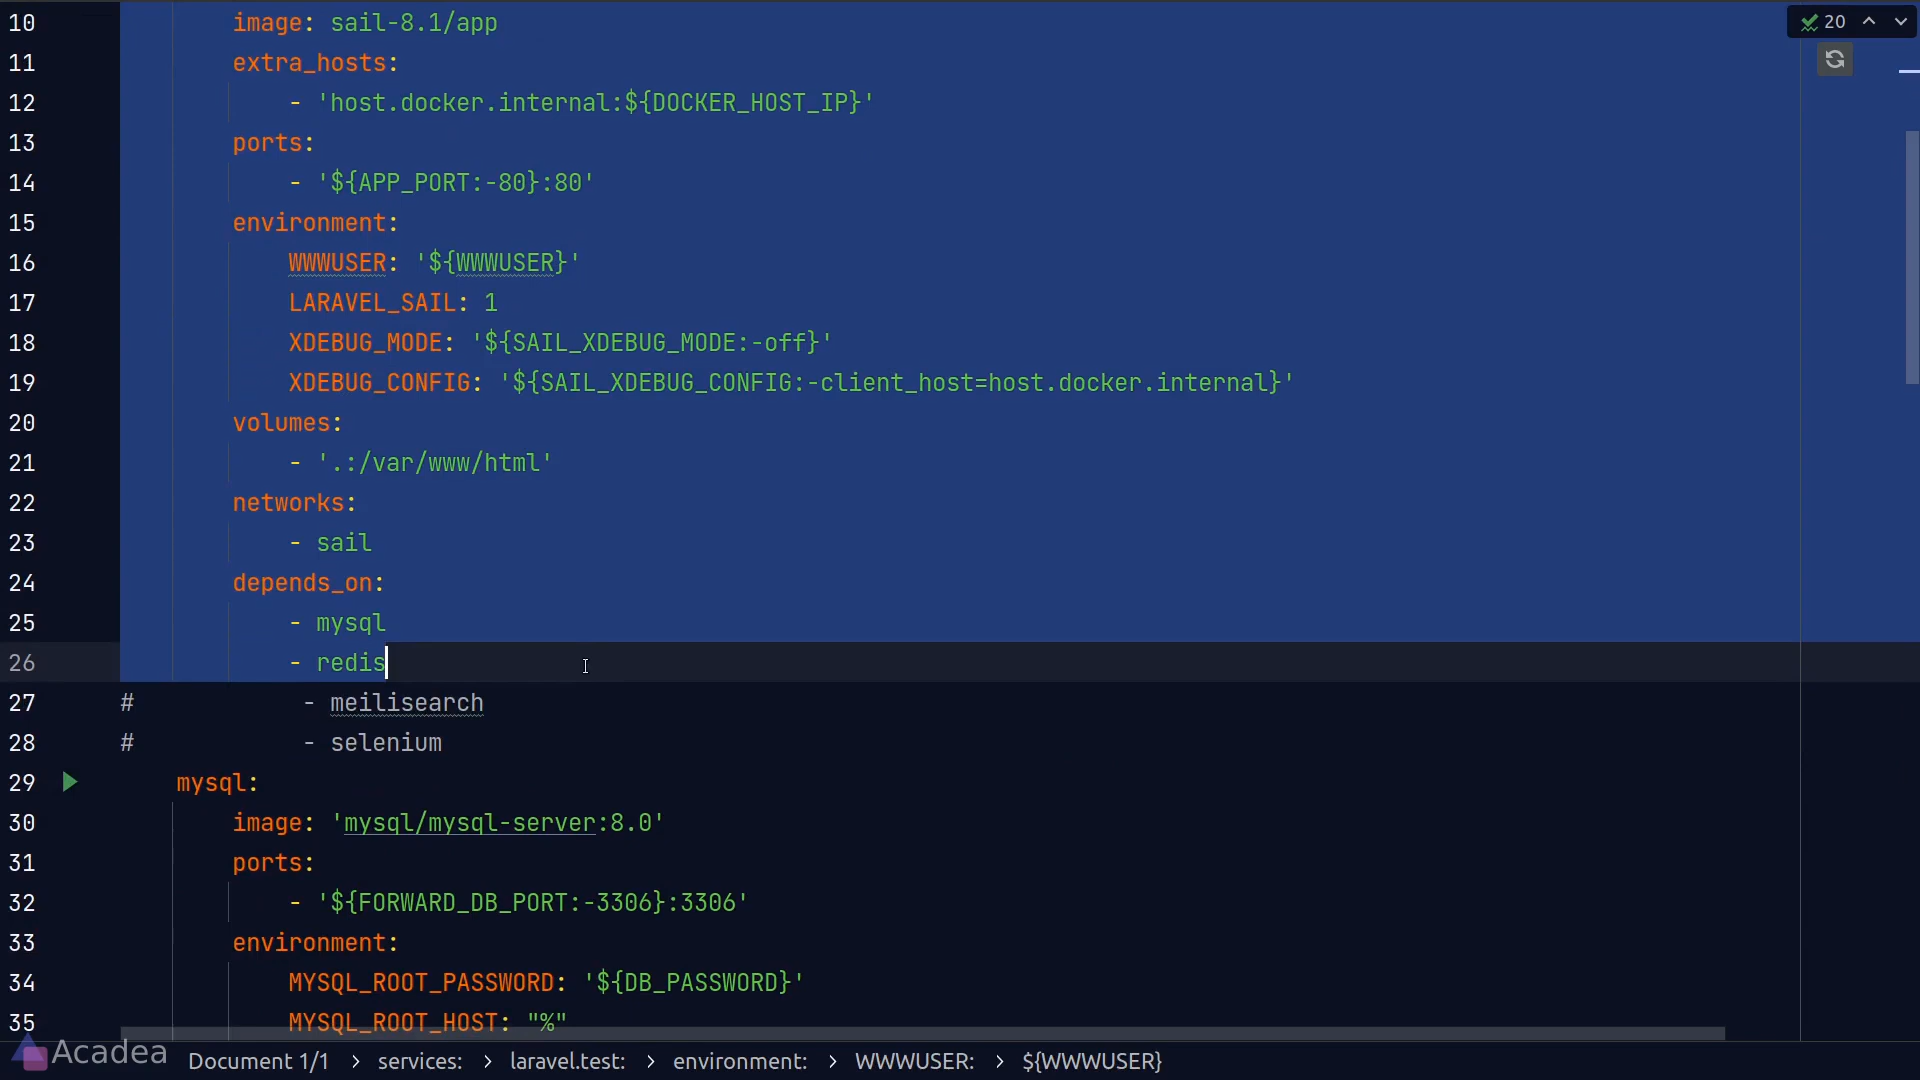 20
10 image: sail-8.1/app
11 extra_hosts:
12 - 'host.docker.internal:${DOCKER_HOST_IP}'
13 ports:
14 - '${APP_PORT:-80}:80'
15 environment:
16 WWWUSER: '${WWWUSER}'
17 LARAVEL_SAIL: 1
18 XDEBUG_MODE: '${SAIL_XDEBUG_MODE:-off}'
19 XDEBUG_CONFIG: '${SAIL_XDEBUG_CONFIG:-client_host=host.docker.internal}'
20 volumes:
21 - '.:/var/www/html'
22 networks:
23 - sail
24 depends_on:
25 - mysql
26 - redis
27 # - meilisearch
28 # - selenium
29 mysql:
30 image: 'mysql/mysql-server:8.0'
31 ports:
32 - '${FORWARD_DB_PORT:-3306}:3306'
33 environment:
34 MYSQL_ROOT_PASSWORD: '${DB_PASSWORD}'
35 MYSQL_ROOT_HOST: "%"
Acadea
Document 1/1 > services: > laravel.test: > environment: > WWWUSER: > ${WWWUSER}